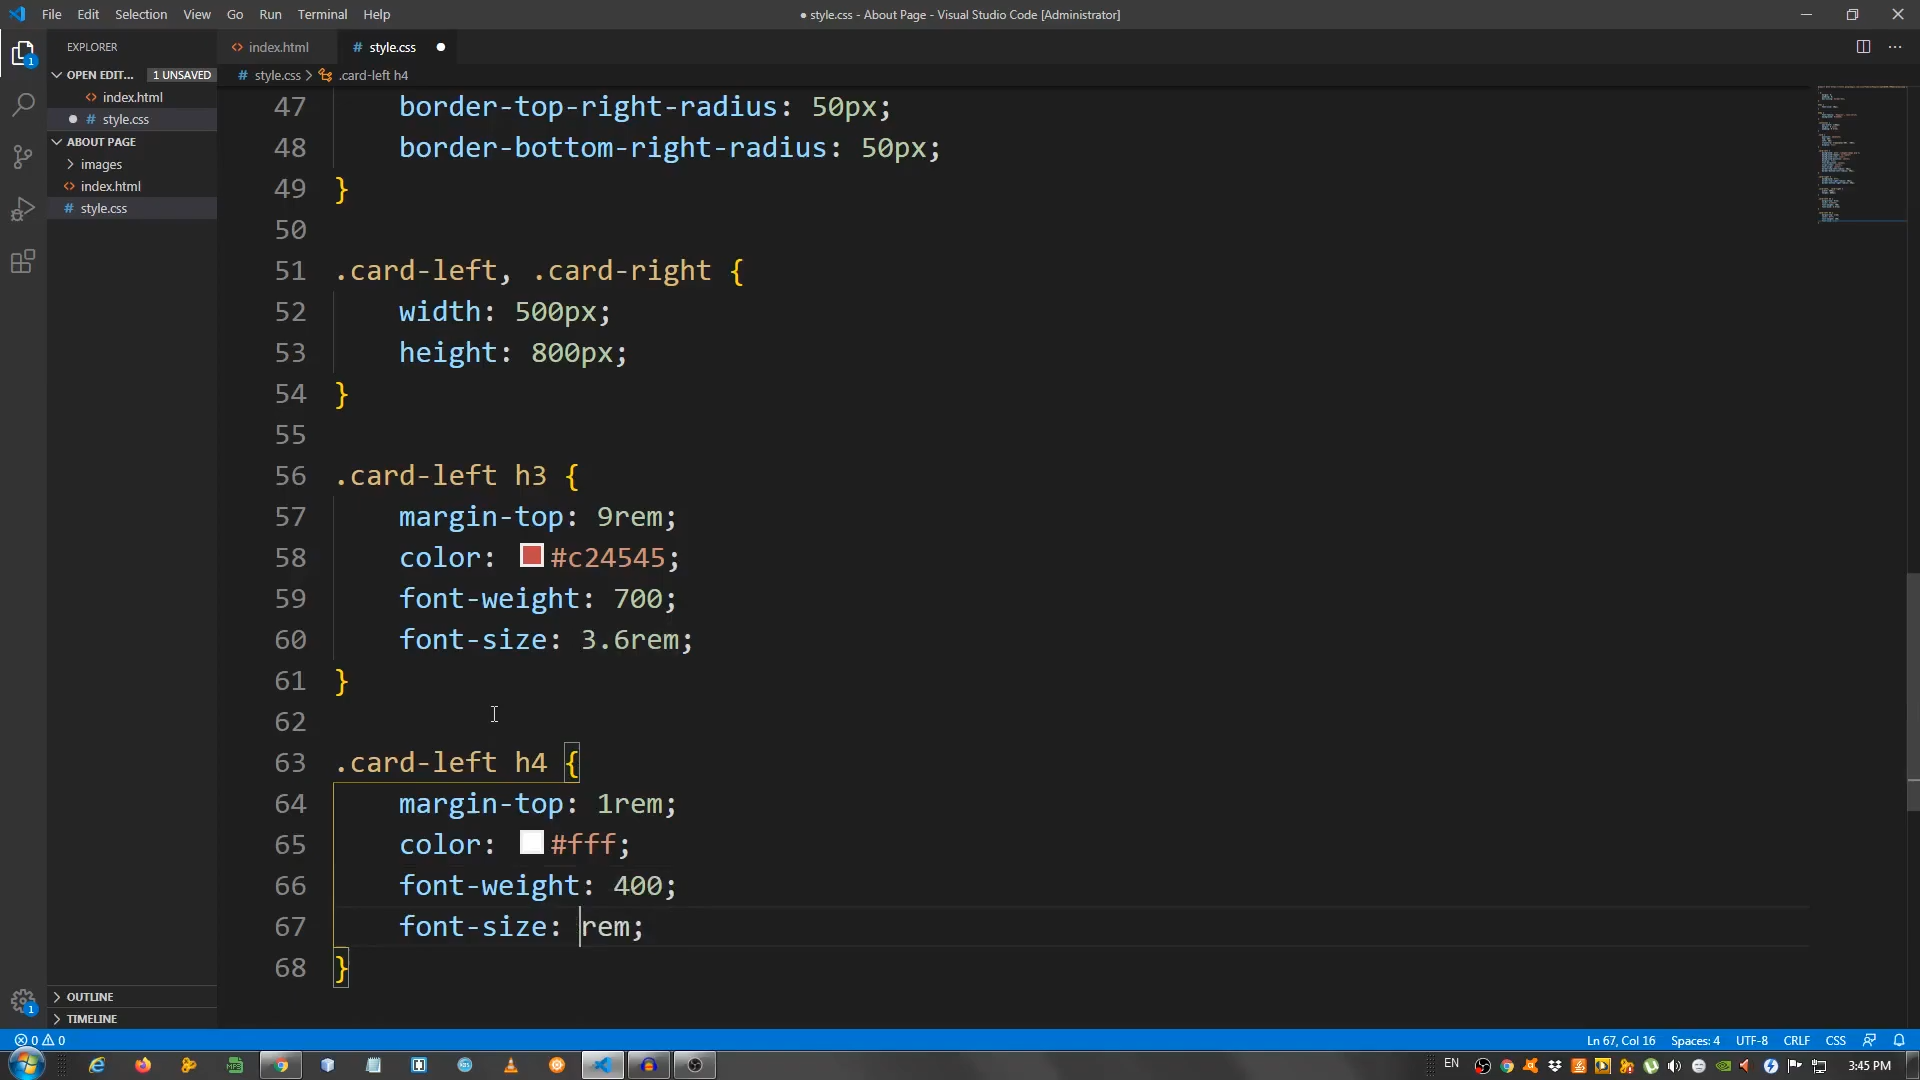 File Edit Selection View Go Run Terminal Help
● style.css - About Page - Visual Studio Code [Administrator]
EXPLORER
OPEN EDIT... 1 UNSAVED
index.html
style.css
ABOUT PAGE
images
index.html
style.css
OUTLINE
TIMELINE
index.html
style.css
style.css > .card-left h4
47 border-top-right-radius: 50px;
48 border-bottom-right-radius: 50px;
49 }
50
51 .card-left, .card-right {
52 width: 500px;
53 height: 800px;
54 }
55
56 .card-left h3 {
57 margin-top: 9rem;
58 color: #c24545;
59 font-weight: 700;
60 font-size: 3.6rem;
61 }
62
63 .card-left h4 {
64 margin-top: 1rem;
65 color: #fff;
66 font-weight: 400;
67 font-size: rem;
68 }
0 0
Ln 67, Col 16 Spaces: 4 UTF-8 CRLF CSS
EN
3:45 PM